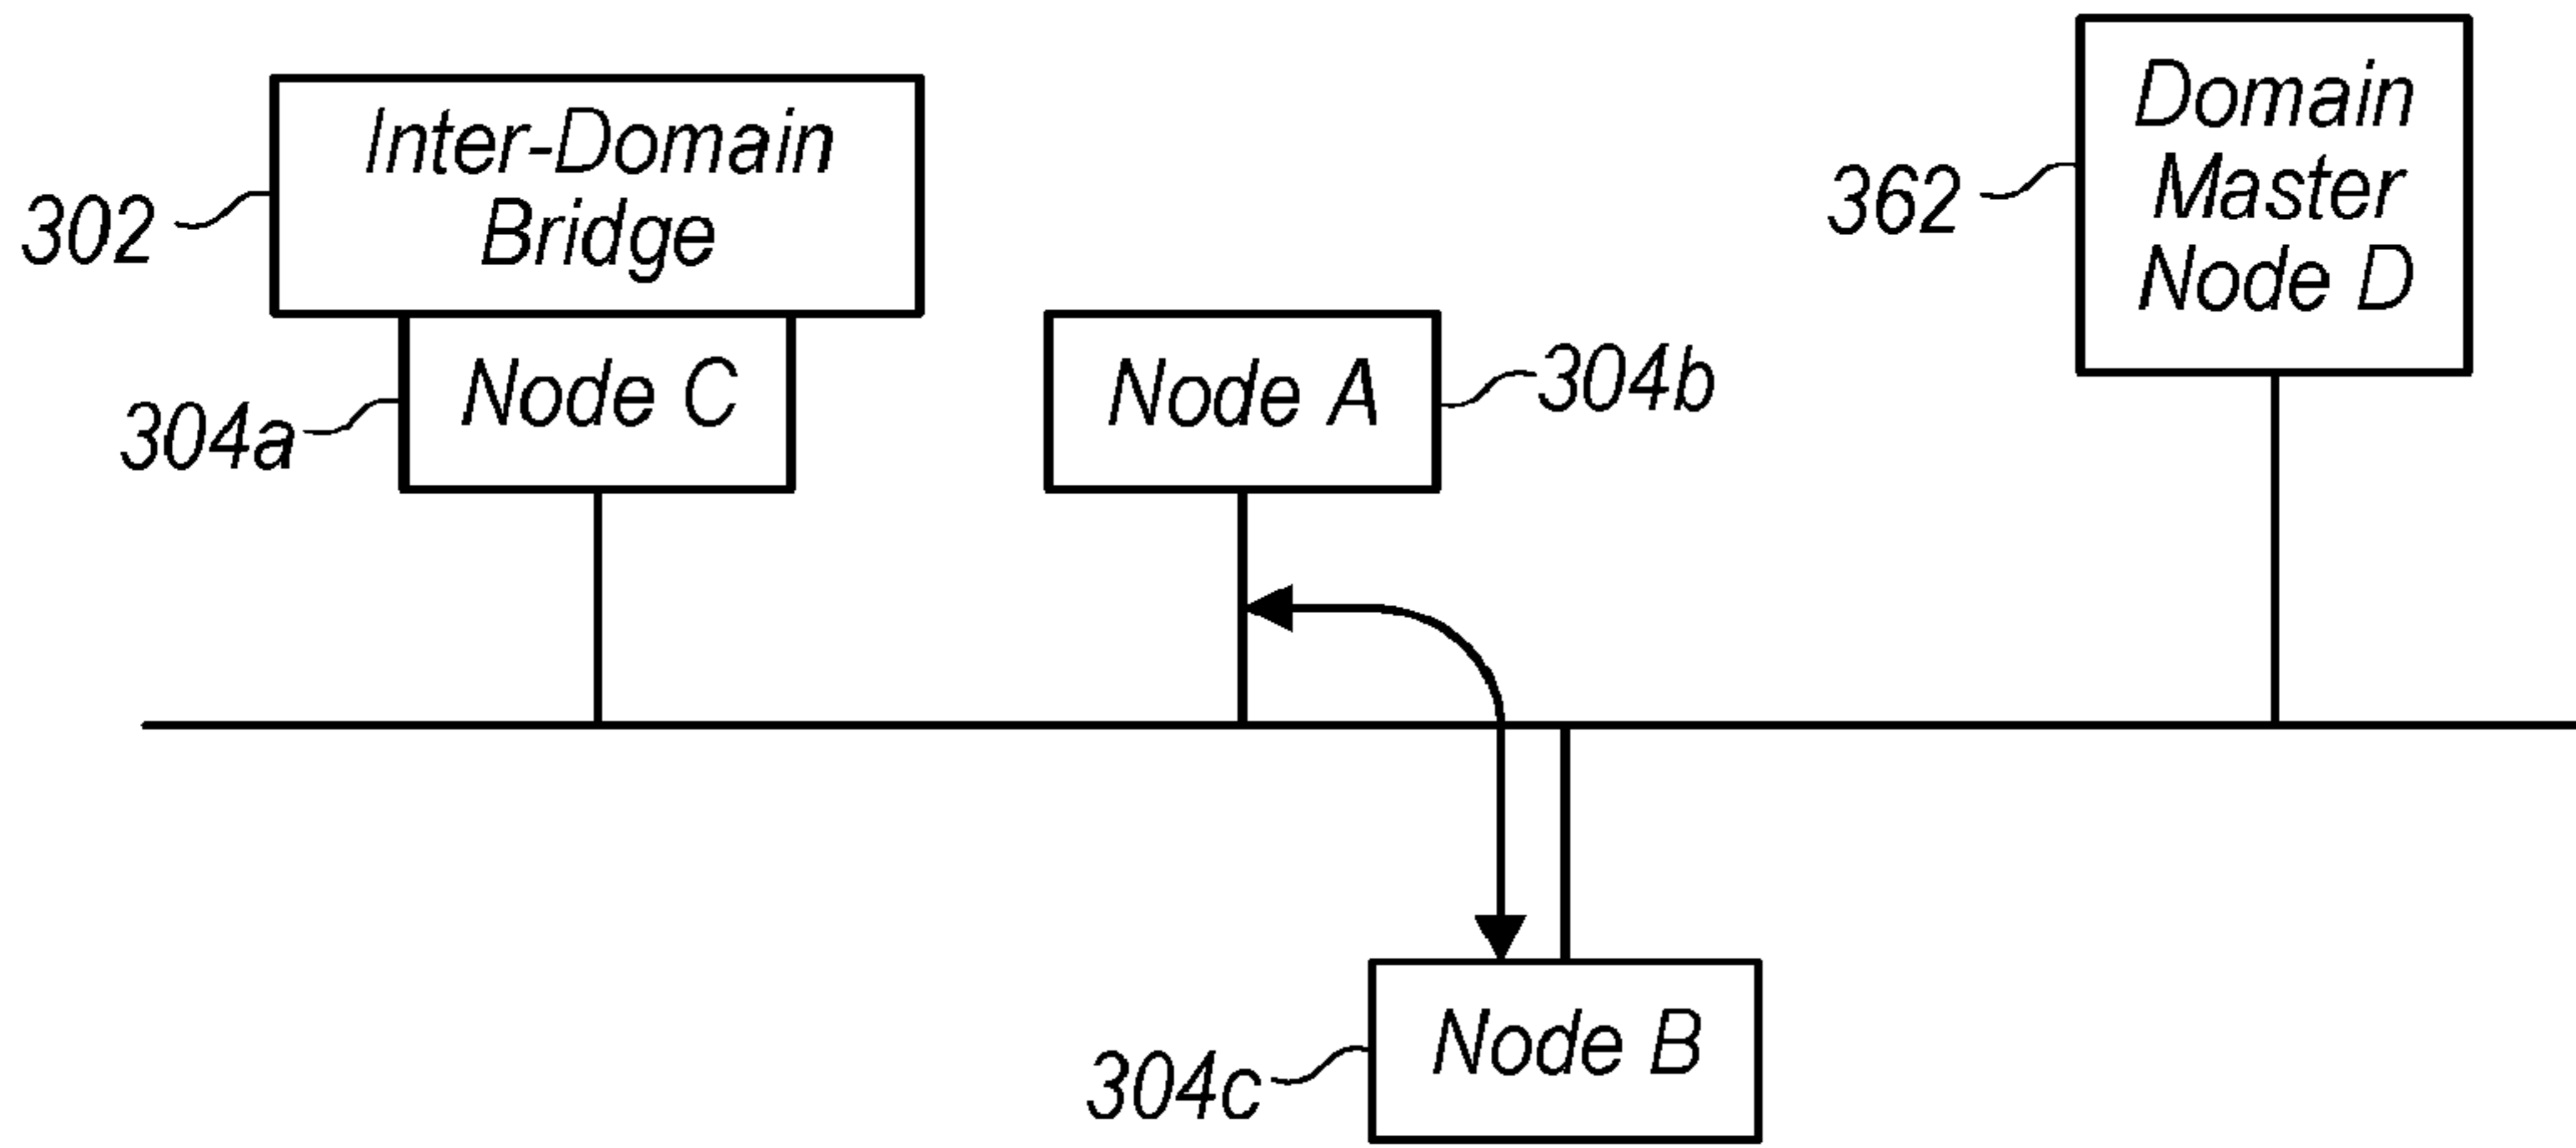 Inter-Domain
Bridge
302
Node C
304a
Node A
304b
Domain
Master
Node D
362
Node B
304c